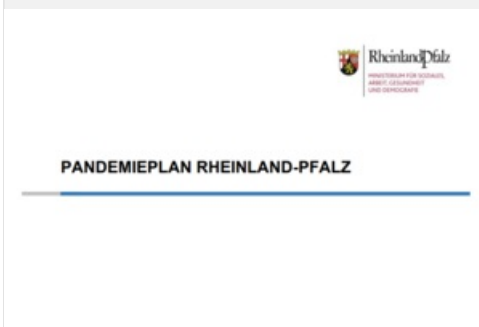 RheinlandPfalz
MINISTERIUM FÜR SOZIALES,
ARBEIT, GESUNDHEIT
UND DEMOGRAFIE
PANDEMIEPLAN RHEINLAND-PFALZ